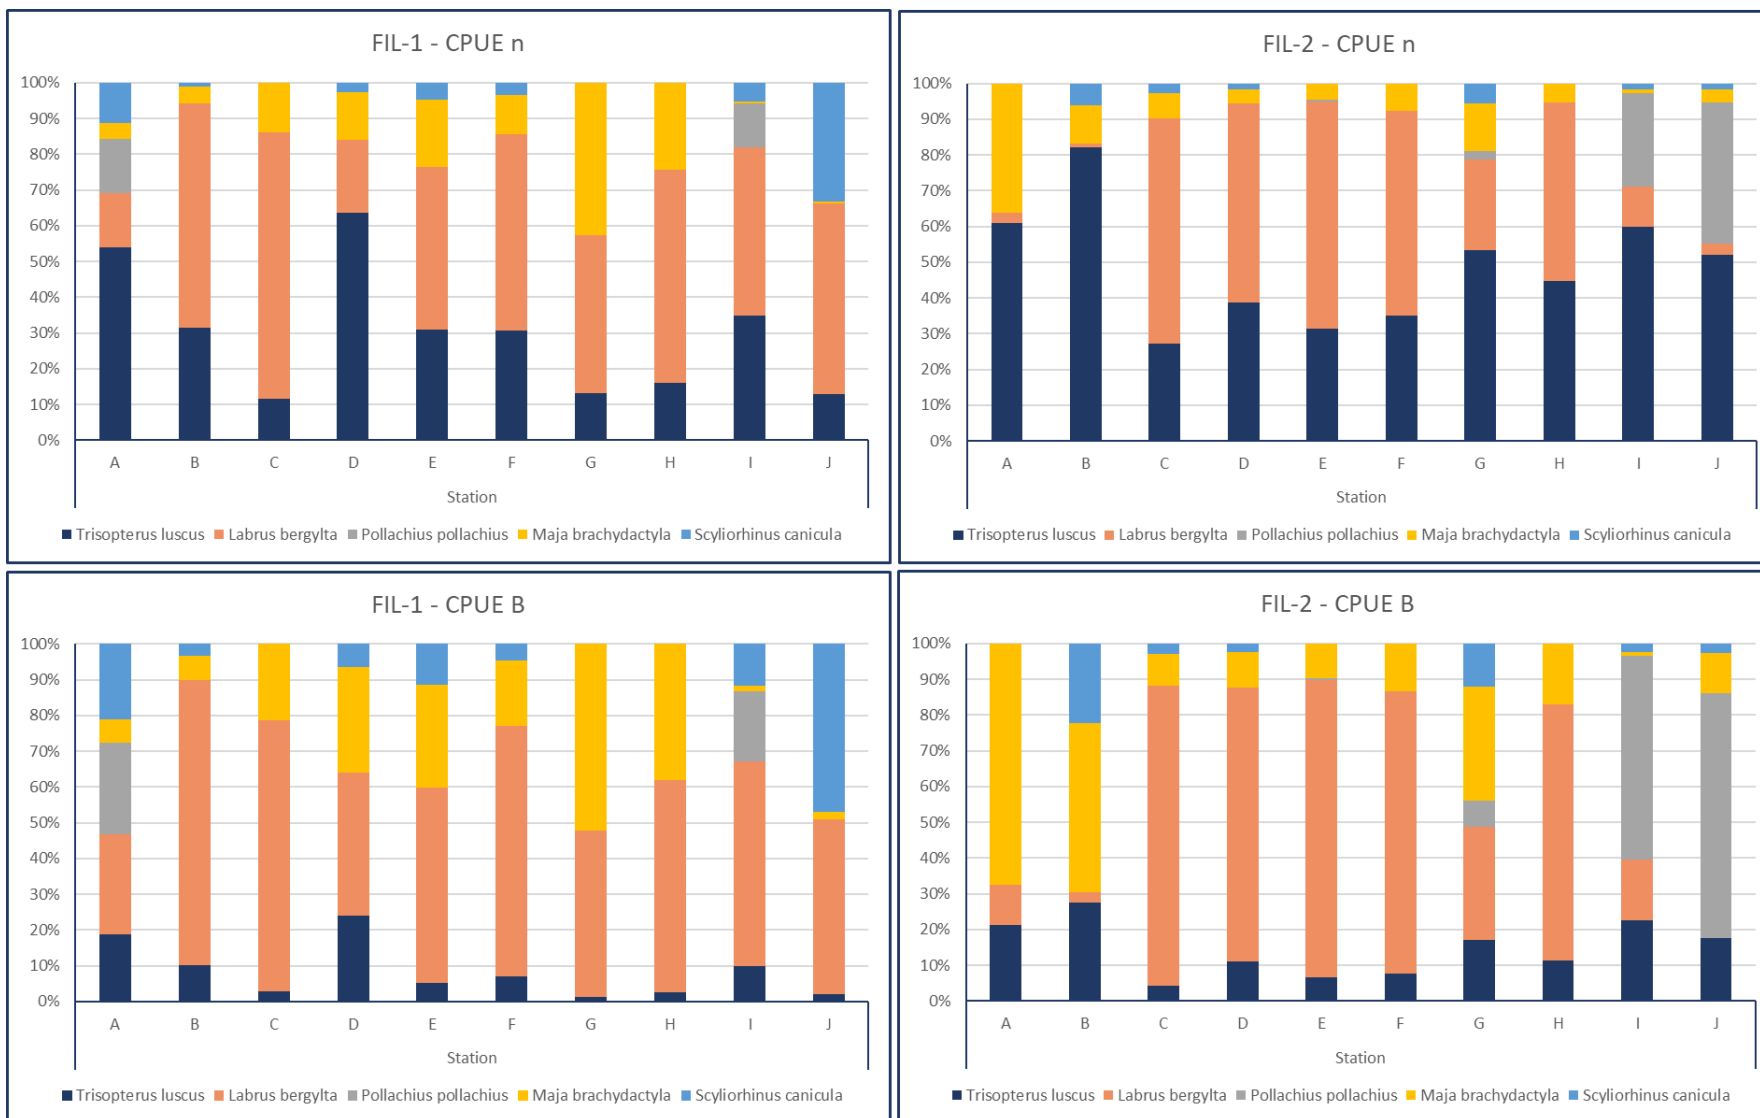 FIL-1 - CPUE n
100%
90%
80%
70%
60%
50%
40%
30%
20%
10%
0%
A B C D E F G H I J
Station
Trisopterus luscus Labrus bergylta Pollachius pollachius Maja brachydactyla Scyliorhinus canicula
FIL-2 - CPUE n
100%
90%
80%
70%
60%
50%
40%
30%
20%
10%
0%
A B C D E F G H I J
Station
Trisopterus luscus Labrus bergylta Pollachius pollachius Maja brachydactyla Scyliorhinus canicula
FIL-1 - CPUE B
100%
90%
80%
70%
60%
50%
40%
30%
20%
10%
0%
A B C D E F G H I J
Station
Trisopterus luscus Labrus bergylta Pollachius pollachius Maja brachydactyla Scyliorhinus canicula
FIL-2 - CPUE B
100%
90%
80%
70%
60%
50%
40%
30%
20%
10%
0%
A B C D E F G H I J
Station
Trisopterus luscus Labrus bergylta Pollachius pollachius Maja brachydactyla Scyliorhinus canicula